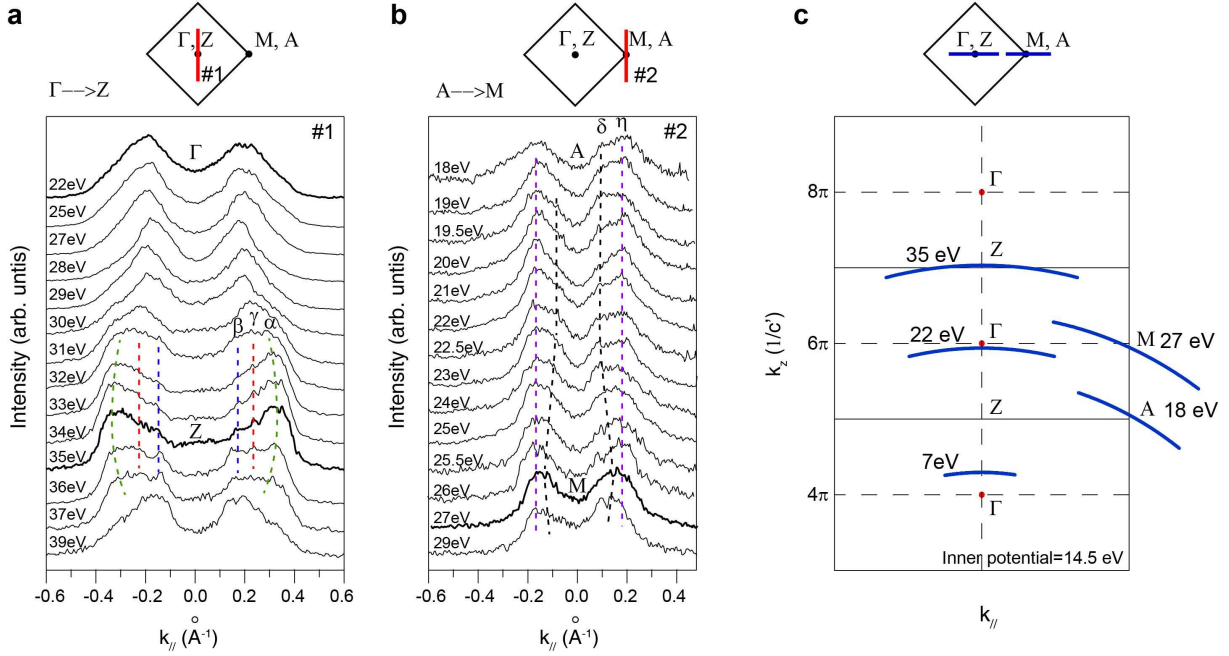 a
Γ, Z
M, A
#1
Γ-->Z
#1
Γ
22eV
25eV
27eV
28eV
29eV
30eV
β γ α
31eV
32eV
33eV
34eV
Z
35eV
36eV
37eV
39eV
Intensity (arb. untis)
-0.6 -0.4 -0.2 0.0 0.2 0.4 0.6
k// (Å⁻¹)
b
Γ, Z
M, A
#2
A-->M
#2
δ η
A
18eV
19eV
19.5eV
20eV
21eV
22eV
22.5eV
23eV
24eV
25eV
25.5eV
26eV
M
27eV
29eV
Intensity (arb. untis)
-0.6 -0.4 -0.2 0.0 0.2 0.4
k// (Å⁻¹)
c
Γ, Z
M, A
8π
Γ
35 eV
Z
22 eV
Γ
M 27 eV
6π
Z
A 18 eV
7eV
4π
Γ
Inner potential=14.5 eV
kz (1/c')
k//